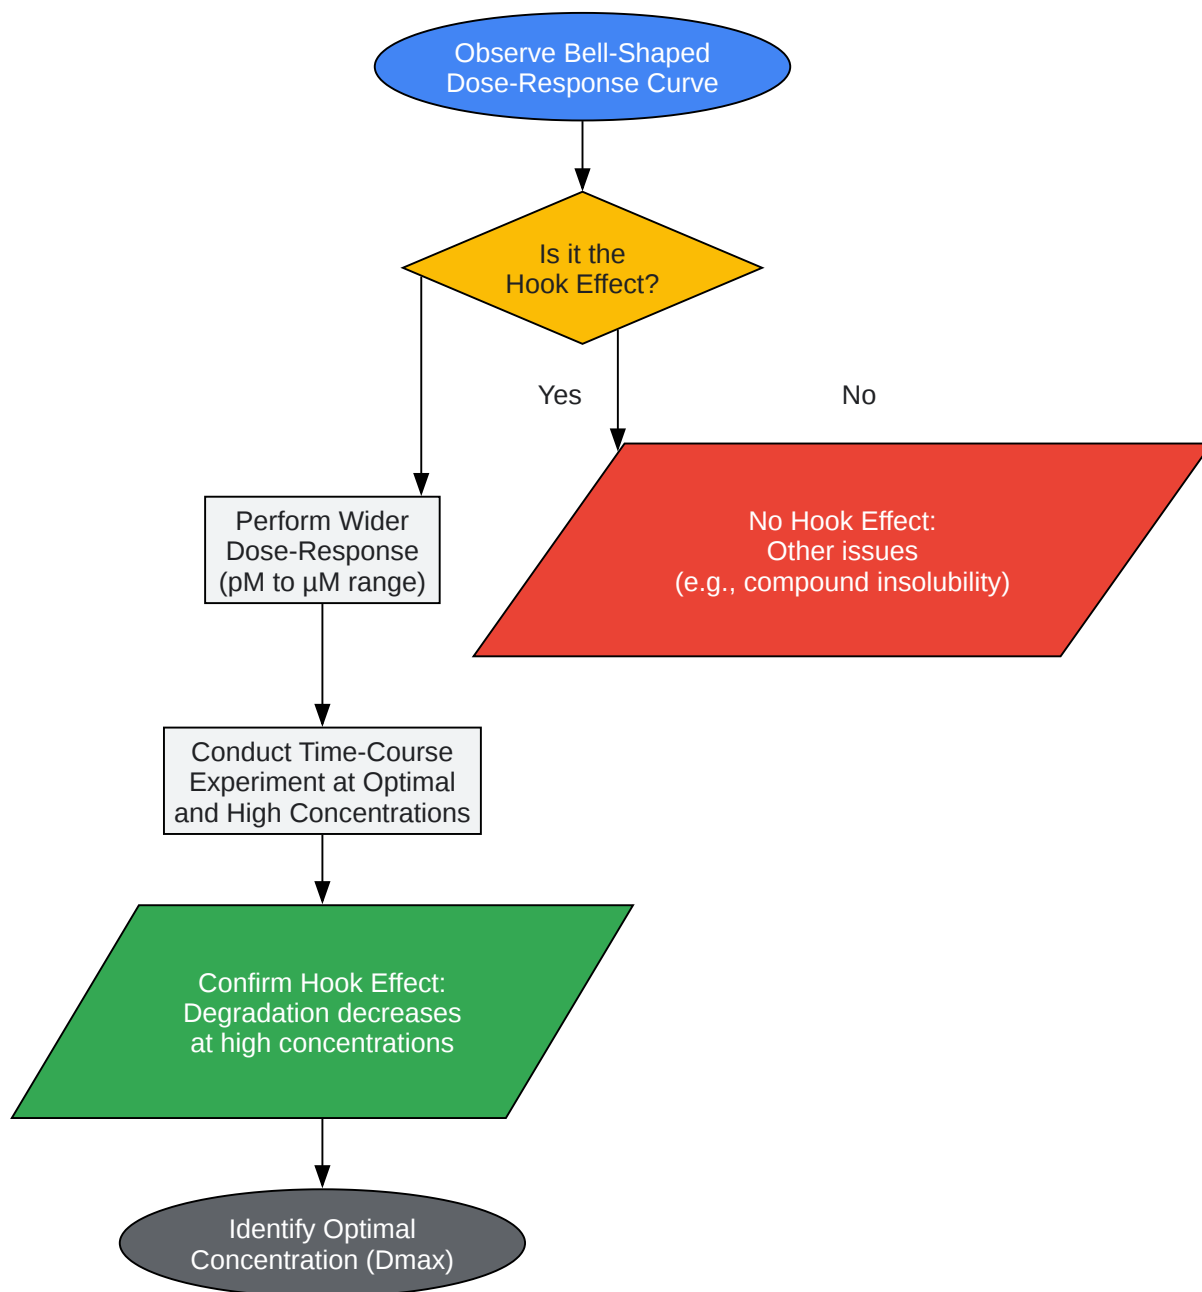 Observe Bell-Shaped
Dose-Response Curve
Is it the
Hook Effect?
Yes
No
Perform Wider
Dose-Response
(pM to µM range)
No Hook Effect:
Other issues
(e.g., compound insolubility)
Conduct Time-Course
Experiment at Optimal
and High Concentrations
Confirm Hook Effect:
Degradation decreases
at high concentrations
Identify Optimal
Concentration (Dmax)